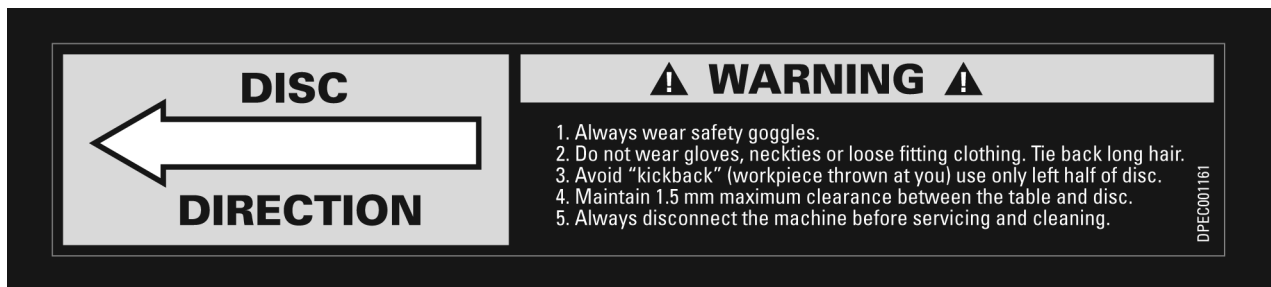 DISC
DIRECTION
WARNING
1. Always wear safety goggles.
2. Do not wear gloves, neckties or loose fitting clothing. Tie back long hair.
3. Avoid “kickback” (workpiece thrown at you) use only left half of disc.
4. Maintain 1.5 mm maximum clearance between the table and disc.
5. Always disconnect the machine before servicing and cleaning.
DPEC001161